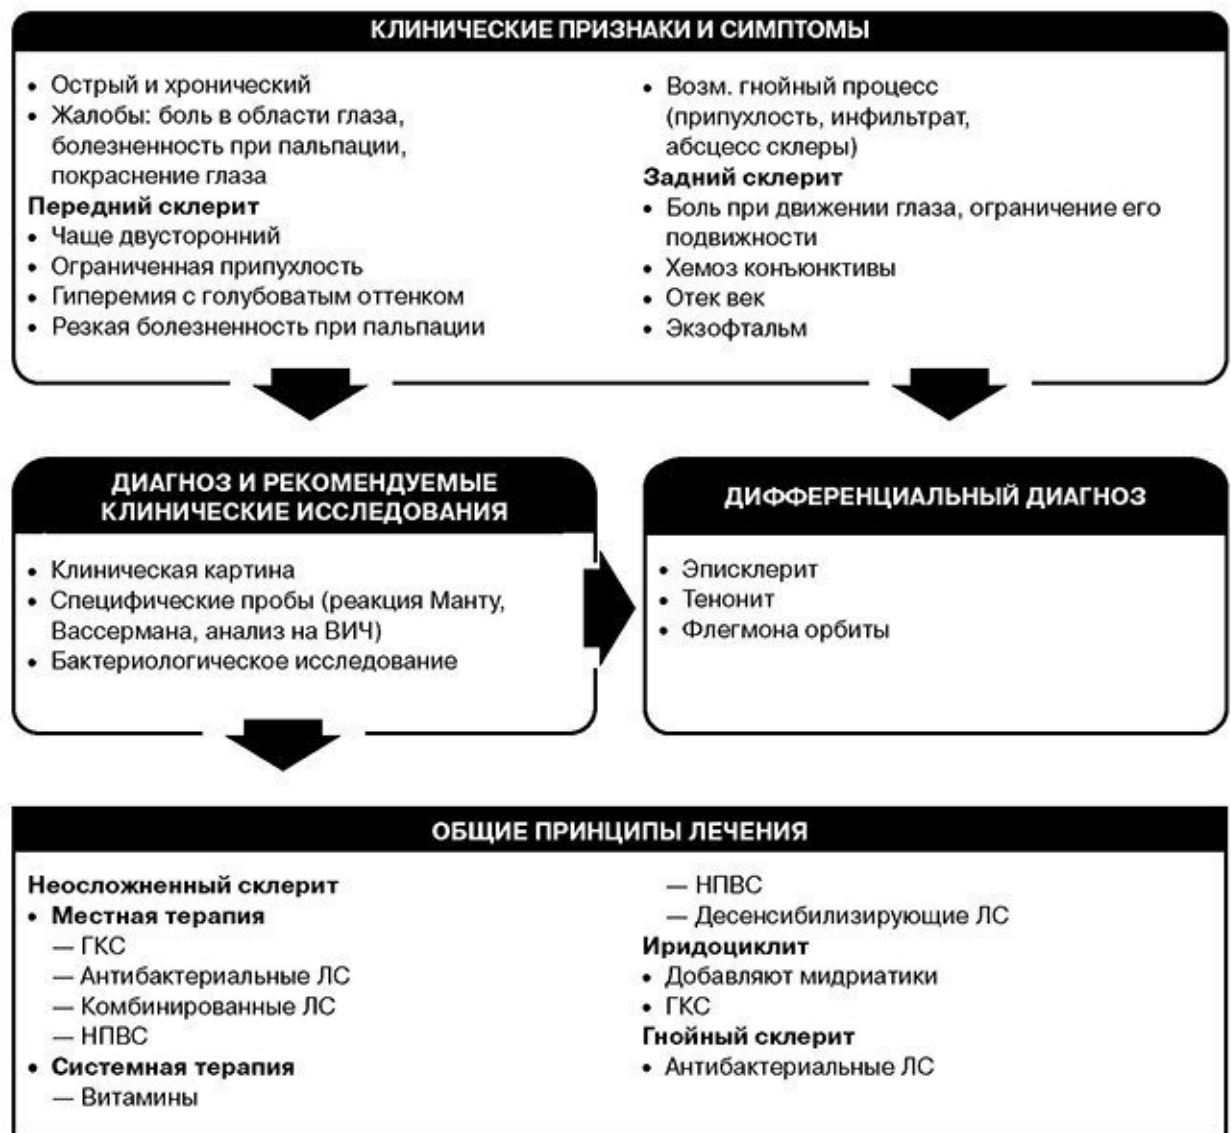 КЛИНИЧЕСКИЕ ПРИЗНАКИ И СИМПТОМЫ
• Острый и хронический
• Жалобы: боль в области глаза,
болезненность при пальпации,
покраснение глаза
Передний склерит
• Чаще двусторонний
• Ограниченная припухлость
• Гиперемия с голубоватым оттенком
• Резкая болезненность при пальпации
• Возм. гнойный процесс
(припухлость, инфильтрат,
абсцесс склеры)
Задний склерит
• Боль при движении глаза, ограничение его
подвижности
• Хемоз конъюнктивы
• Отек век
• Экзофтальм
ДИАГНОЗ И РЕКОМЕНДУЕМЫЕ
КЛИНИЧЕСКИЕ ИССЛЕДОВАНИЯ
• Клиническая картина
• Специфические пробы (реакция Манту,
Вассермана, анализ на ВИЧ)
• Бактериологическое исследование
ДИФФЕРЕНЦИАЛЬНЫЙ ДИАГНОЗ
• Эписклерит
• Тенонит
• Флегмона орбиты
ОБЩИЕ ПРИНЦИПЫ ЛЕЧЕНИЯ
Неосложненный склерит
• Местная терапия
— ГКС
— Антибактериальные ЛС
— Комбинированные ЛС
— НПВС
• Системная терапия
— Витамины
— НПВС
— Десенсибилизирующие ЛС
Иридоциклит
• Добавляют мидриатики
• ГКС
Гнойный склерит
• Антибактериальные ЛС